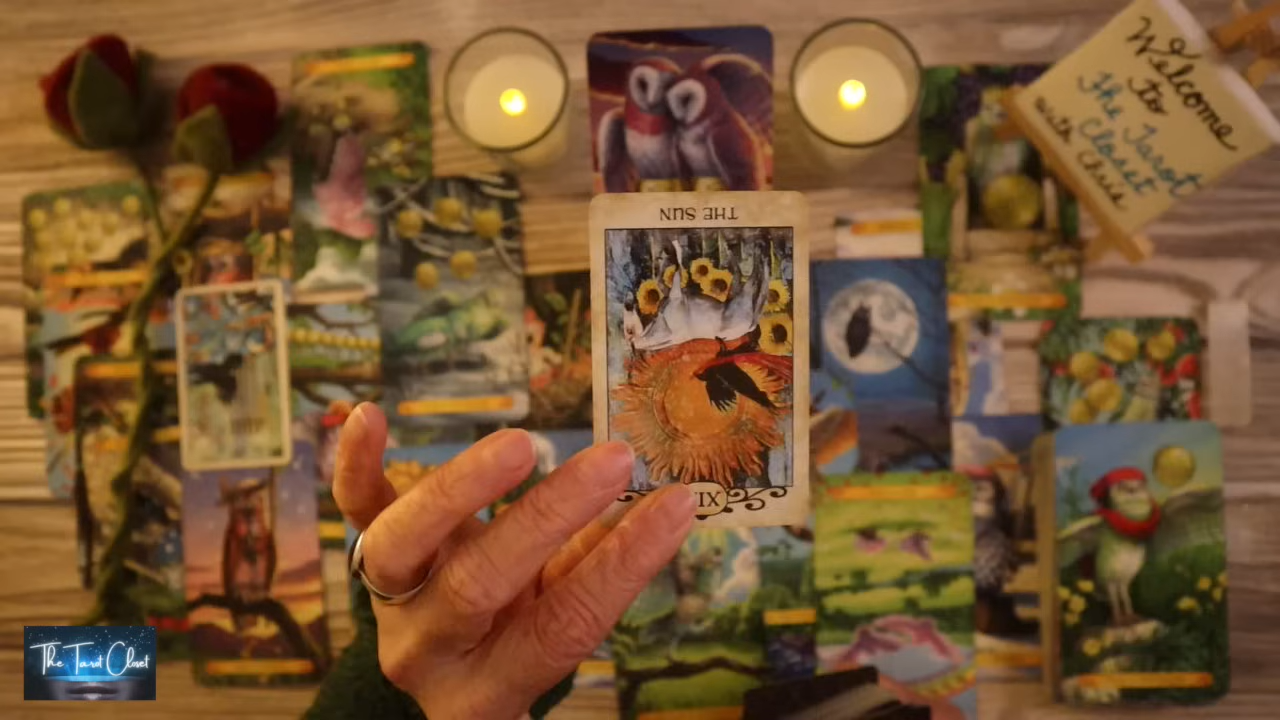 Welcome
to
The Tarot
Closet
with Chris
THE SUN
XIX
The Tarot Closet